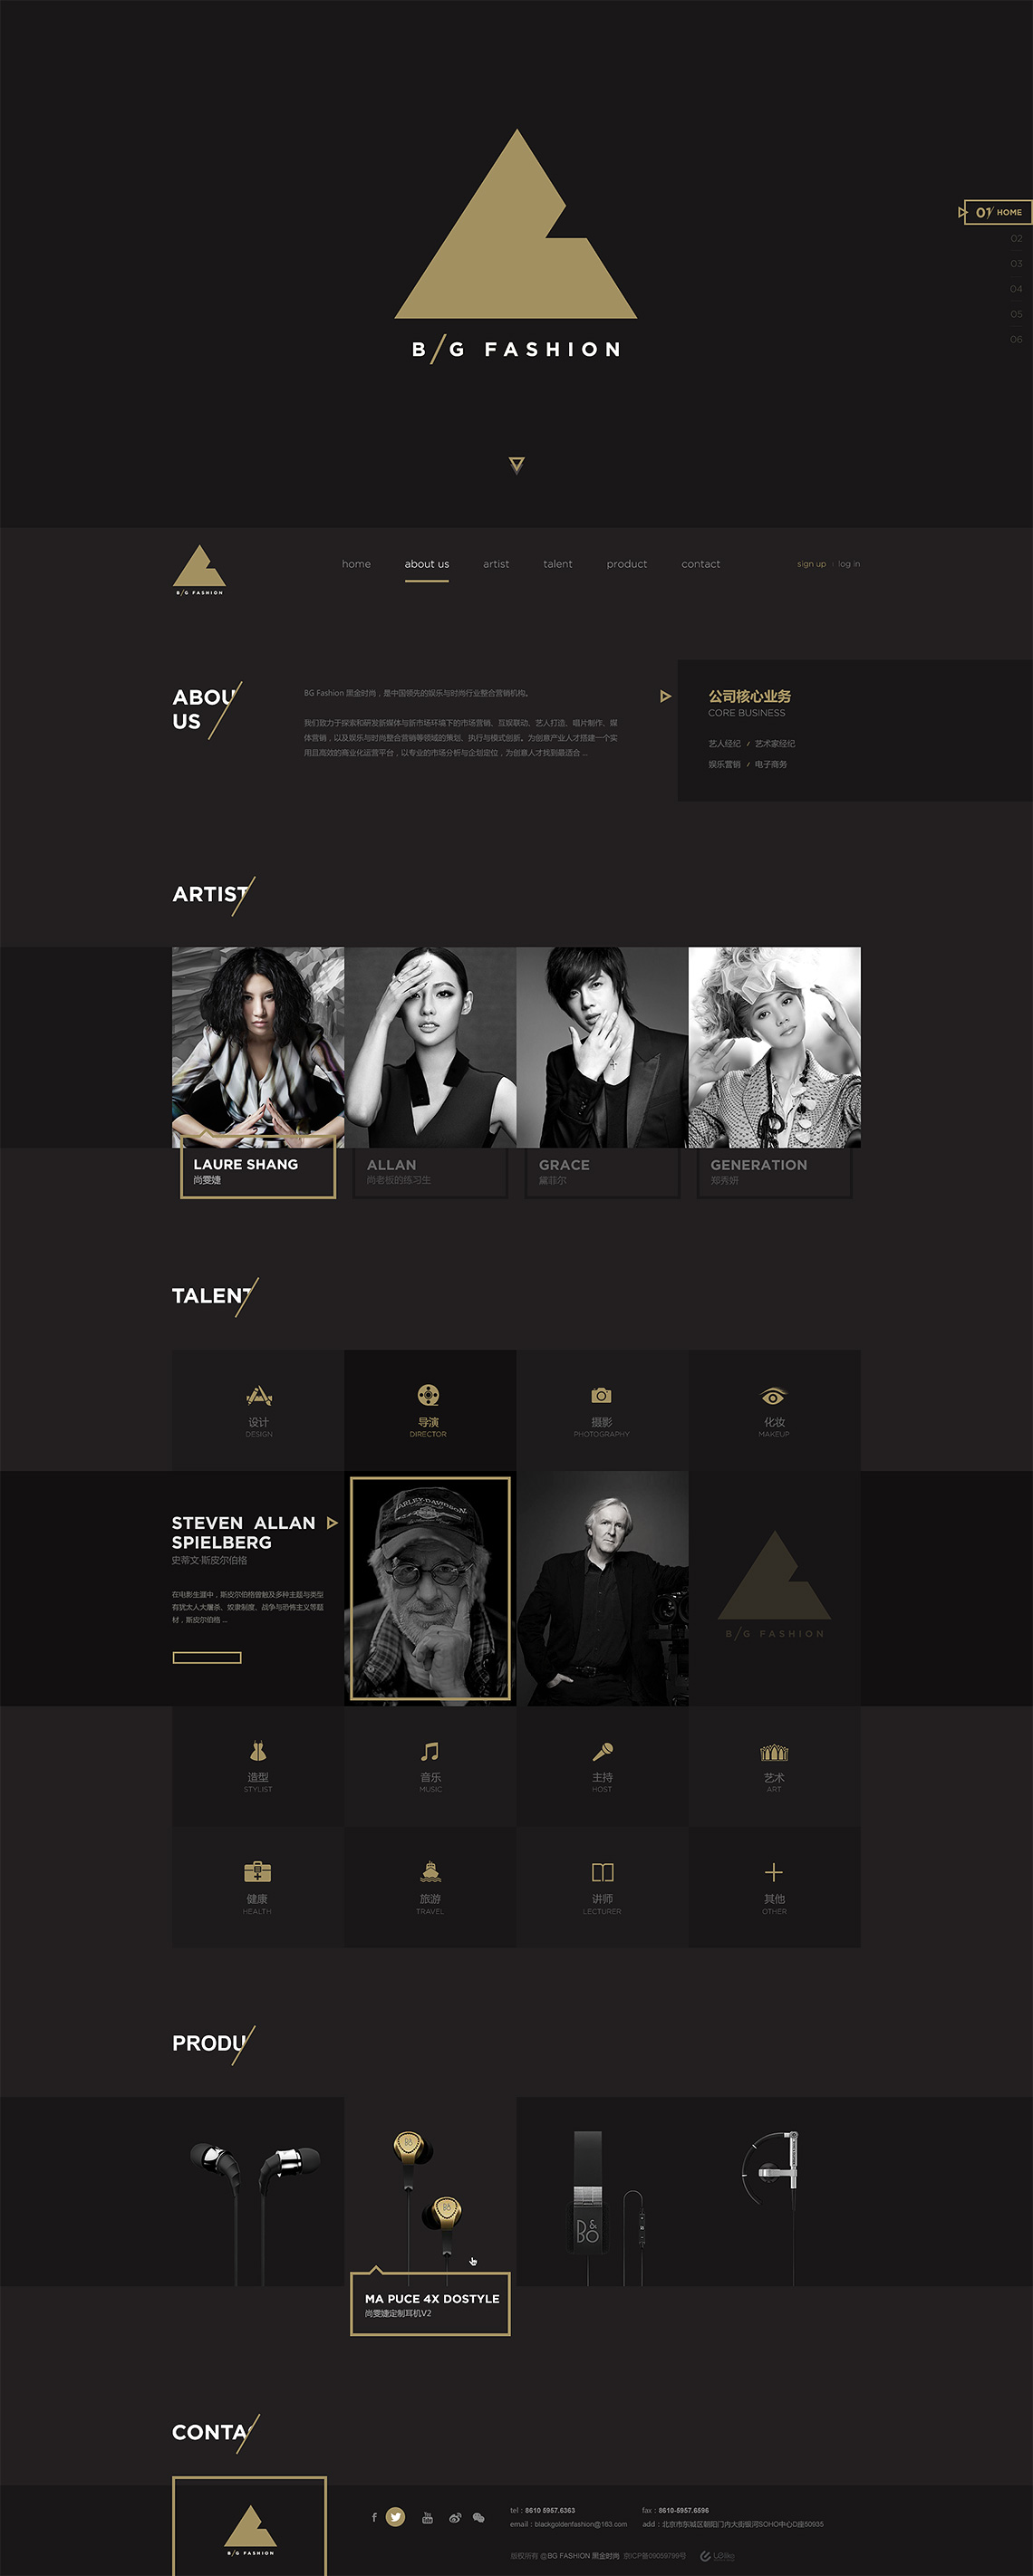 B/G FASHION
01/ HOME
02
03
04
05
06
B/G FASHION
home
about us
artist
talent
product
contact
sign up
log in
ABOU
US
BG Fashion 黑金时尚，是中国领先的娱乐与时尚行业整合营销机构。
我们致力于探索和研发新媒体与新市场环境下的市场营销、互娱联动、艺人打造、唱片制作、媒
体营销，以及娱乐与时尚整合营销等领域的策划、执行与模式创新。为创意产业人才搭建一个实
用且高效的商业化运营平台，以专业的市场分析与企划定位，为创意人才找到最适合 ...
公司核心业务
CORE BUSINESS
艺人经纪 / 艺术家经纪
娱乐营销 / 电子商务
ARTIST
LAURE SHANG
尚雯婕
ALLAN
尚老板的练习生
GRACE
黛菲尔
GENERATION
郑秀妍
TALENT
设计
DESIGN
导演
DIRECTOR
摄影
PHOTOGRAPHY
化妆
MAKEUP
STEVEN ALLAN
SPIELBERG
史蒂文·斯皮尔伯格
在电影生涯中，斯皮尔伯格曾触及多种主题与类型
有犹太人大屠杀、奴隶制度、战争与恐怖主义等题
材，斯皮尔伯格 ...
HARLEY-DAVIDSON
B/G FASHION
造型
STYLIST
音乐
MUSIC
主持
HOST
艺术
ART
健康
HEALTH
旅游
TRAVEL
讲师
LECTURER
其他
OTHER
PRODU
B&O
MA PUCE 4X DOSTYLE
尚雯婕定制耳机V2
CONTA
B/G FASHION
tel：8610 5957.6363
fax：8610-5957.6596
email：blackgoldenfashion@163.com
add：北京市东城区朝阳门内大街银河SOHO中心D座50935
版权所有 @BG FASHION 黑金时尚 京ICP备09059799号